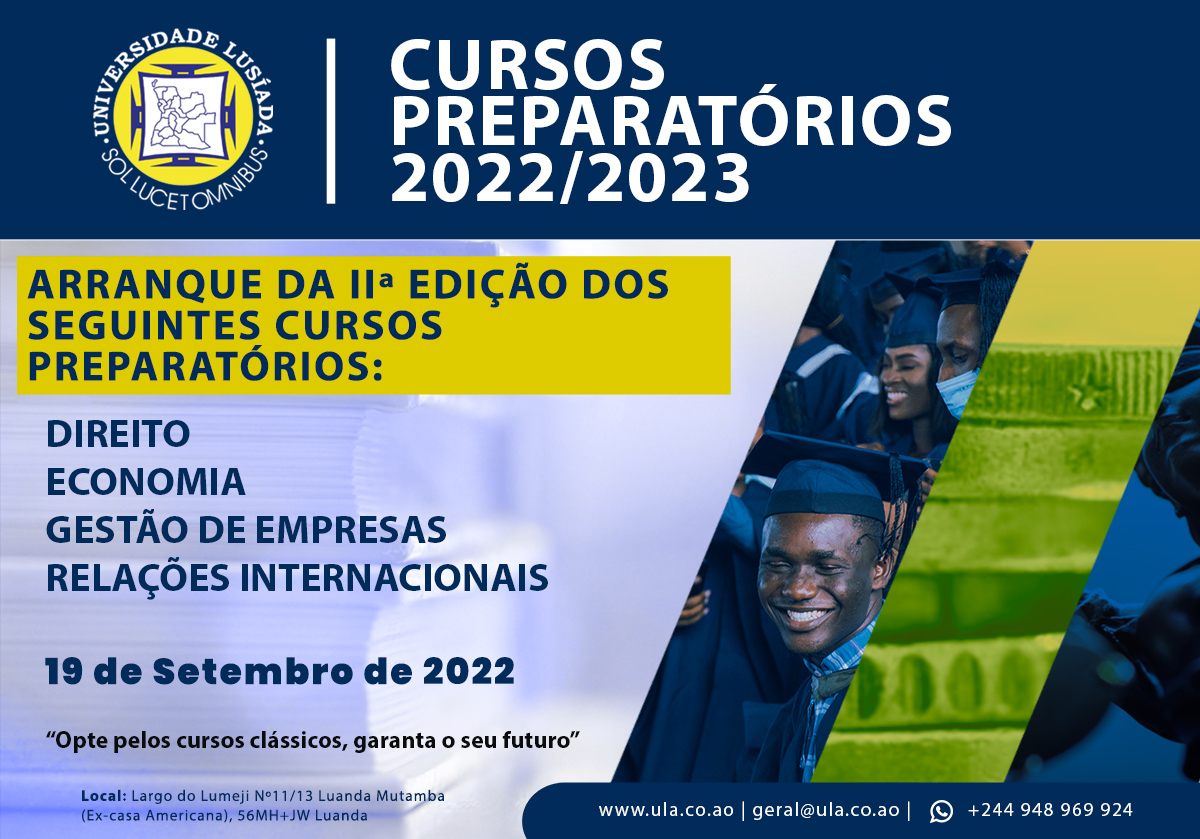 UNIVERSIDADE LUSÍADA
SOL LUCET OMNIBUS
CURSOS
PREPARATÓRIOS
2022/2023
ARRANQUE DA IIª EDIÇÃO DOS
SEGUINTES CURSOS
PREPARATÓRIOS:
DIREITO
ECONOMIA
GESTÃO DE EMPRESAS
RELAÇÕES INTERNACIONAIS
19 de Setembro de 2022
“Opte pelos cursos clássicos, garanta o seu futuro”
Local: Largo do Lumeji Nº11/13 Luanda Mutamba
(Ex-casa Americana), 56MH+JW Luanda
www.ula.co.ao | geral@ula.co.ao | +244 948 969 924